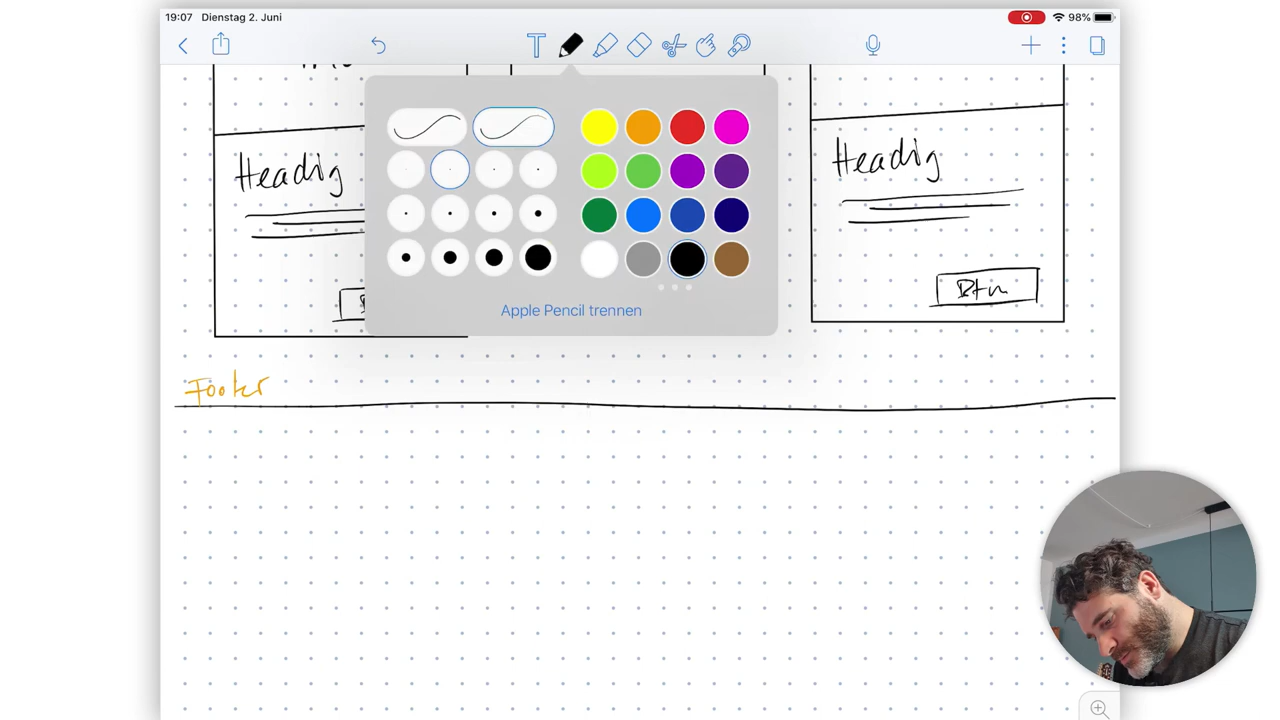 19:07 Dienstag 2. Juni 98%
T
Headig
Headig
Btn
Apple Pencil trennen
Footer